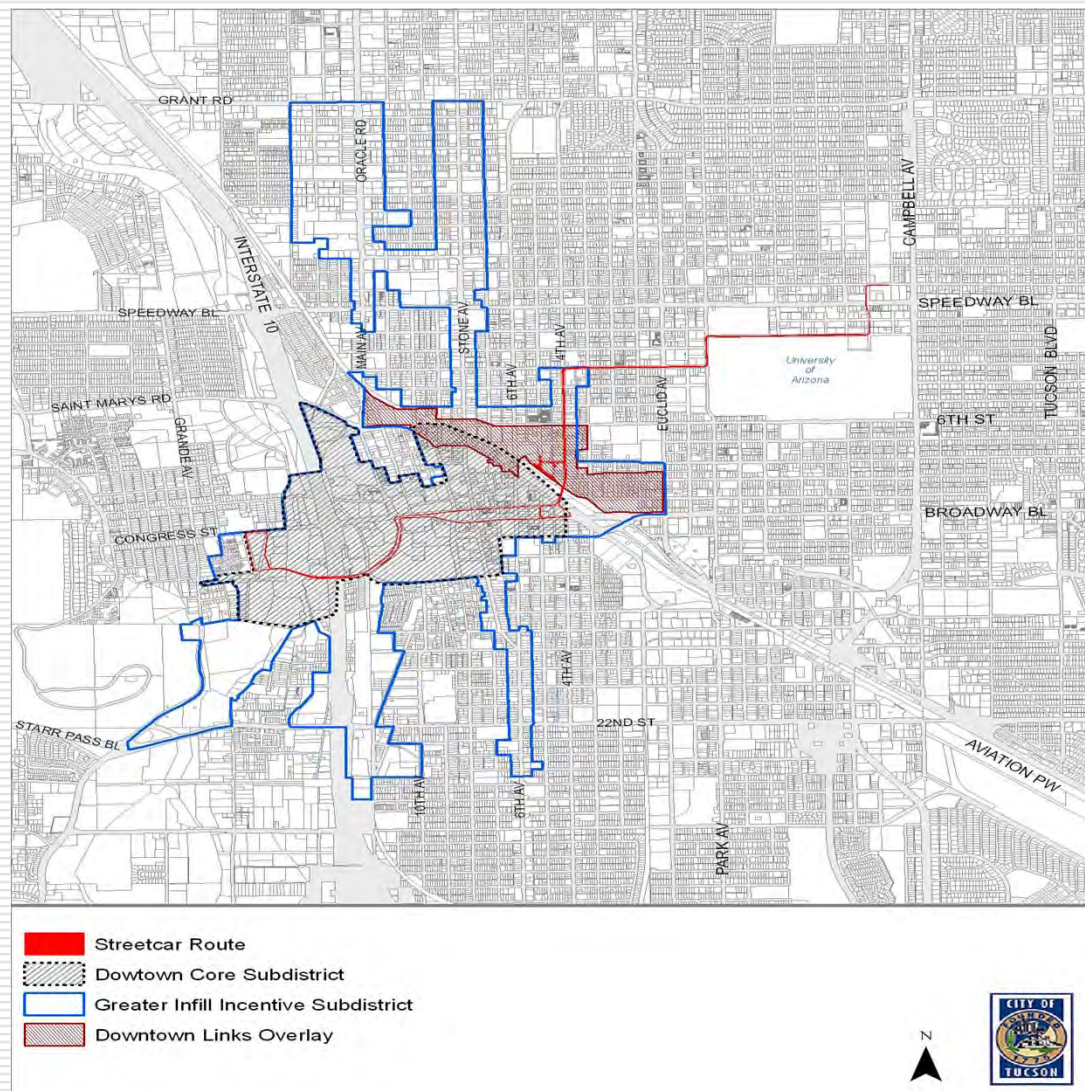 GRANT RD
ORACLE RD
CAMPBELL AV
INTERSTATE 10
SPEEDWAY BL
SPEEDWAY BL
MAIN AV
STONE AV
6TH AV
4TH AV
EUCLID AV
University
of
Arizona
TUCSON BLVD
SAINT MARYS RD
GRANDE AV
6TH ST
CONGRESS ST
BROADWAY BL
4TH AV
STARR PASS BL
22ND ST
AVIATION PW
10TH AV
6TH AV
PARK AV
Streetcar Route
Dowtown Core Subdistrict
Greater Infill Incentive Subdistrict
Downtown Links Overlay
N
CITY OF
FOUNDED
1775
TUCSON